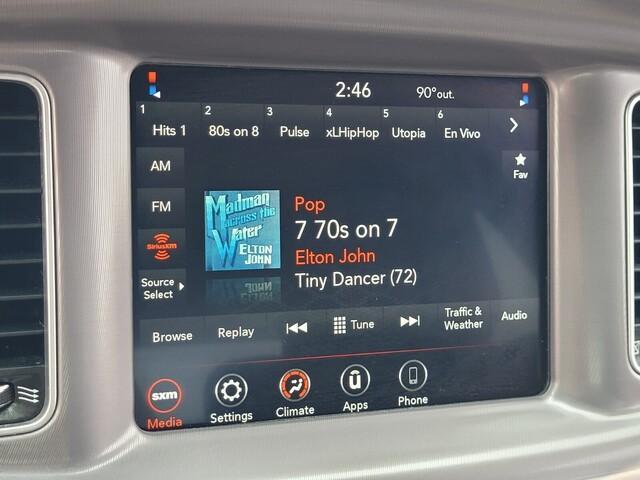 2:46 90°out.
1 2 3 4 5 6
Hits 1 80s on 8 Pulse xLHipHop Utopia En Vivo
AM
Fav
FM
Madman
across the
Water
ELTON
JOHN
Pop
7 70s on 7
Elton John
Tiny Dancer (72)
SiriusXM
Source
Select
Browse Replay Tune Traffic &
Weather Audio
sxm
Media Settings Climate Apps Phone